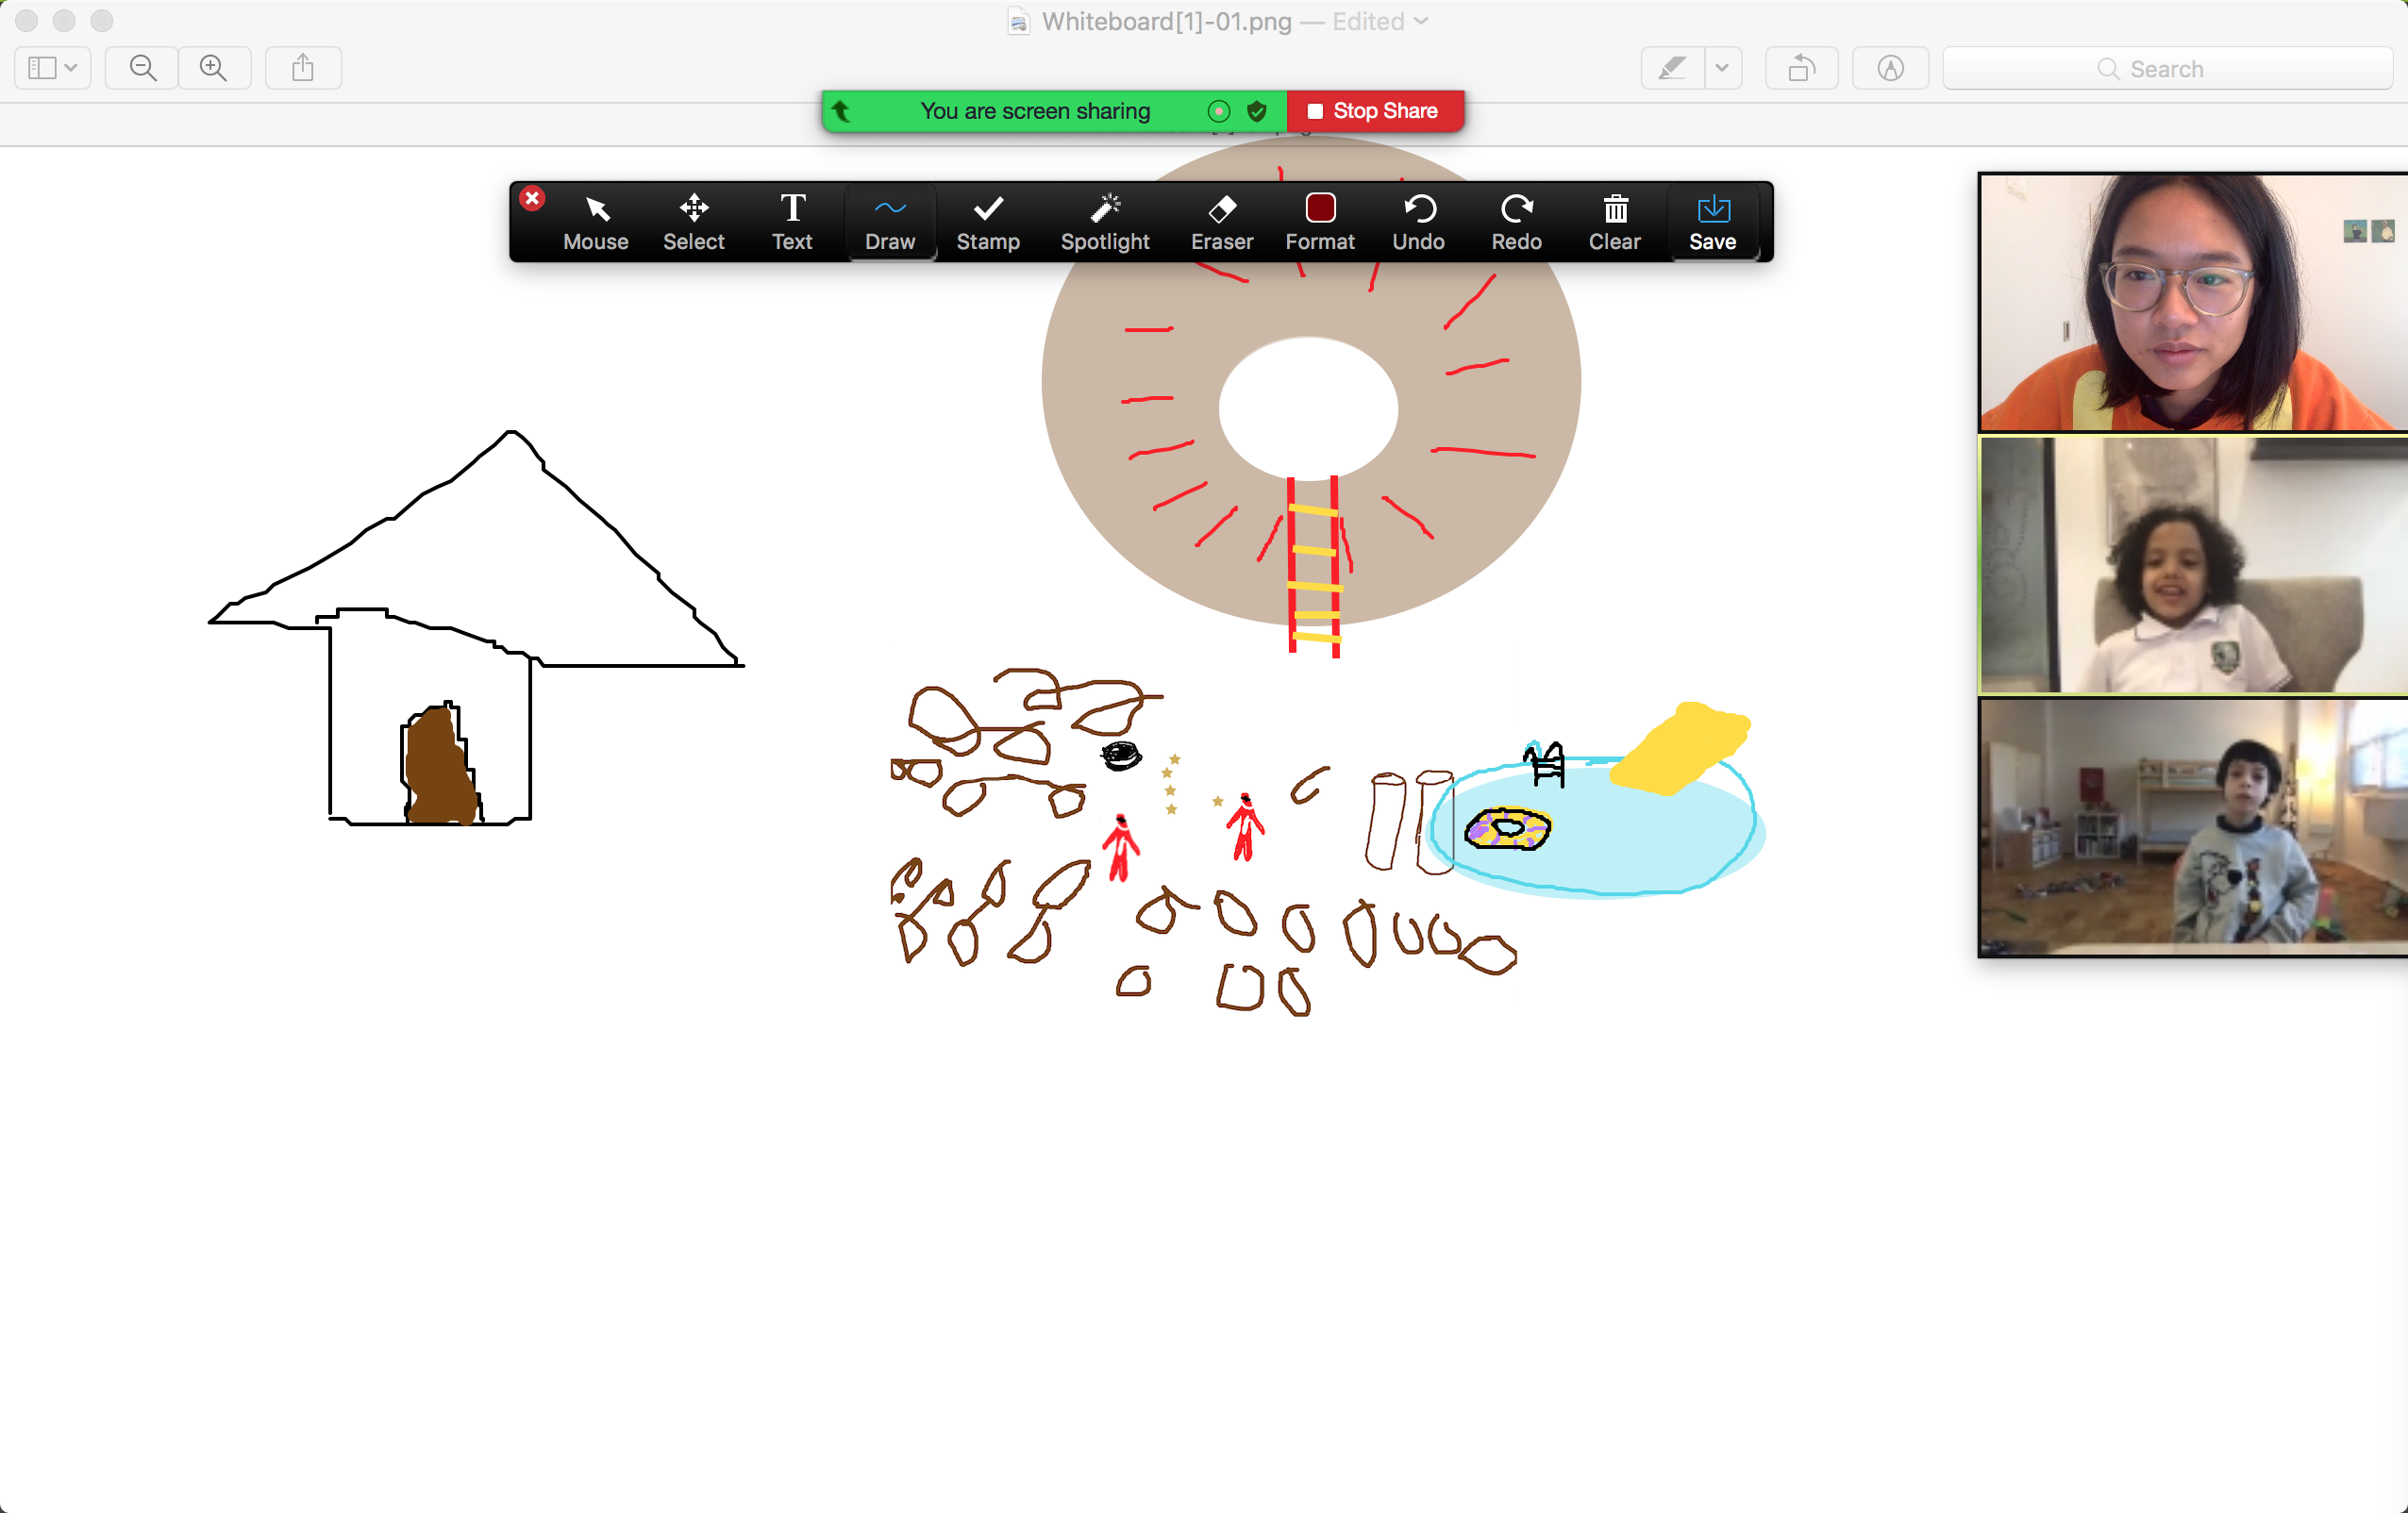 Whiteboard[1]-01.png — Edited
Search
You are screen sharing
Stop Share
Mouse
Select
Text
Draw
Stamp
Spotlight
Eraser
Format
Undo
Redo
Clear
Save